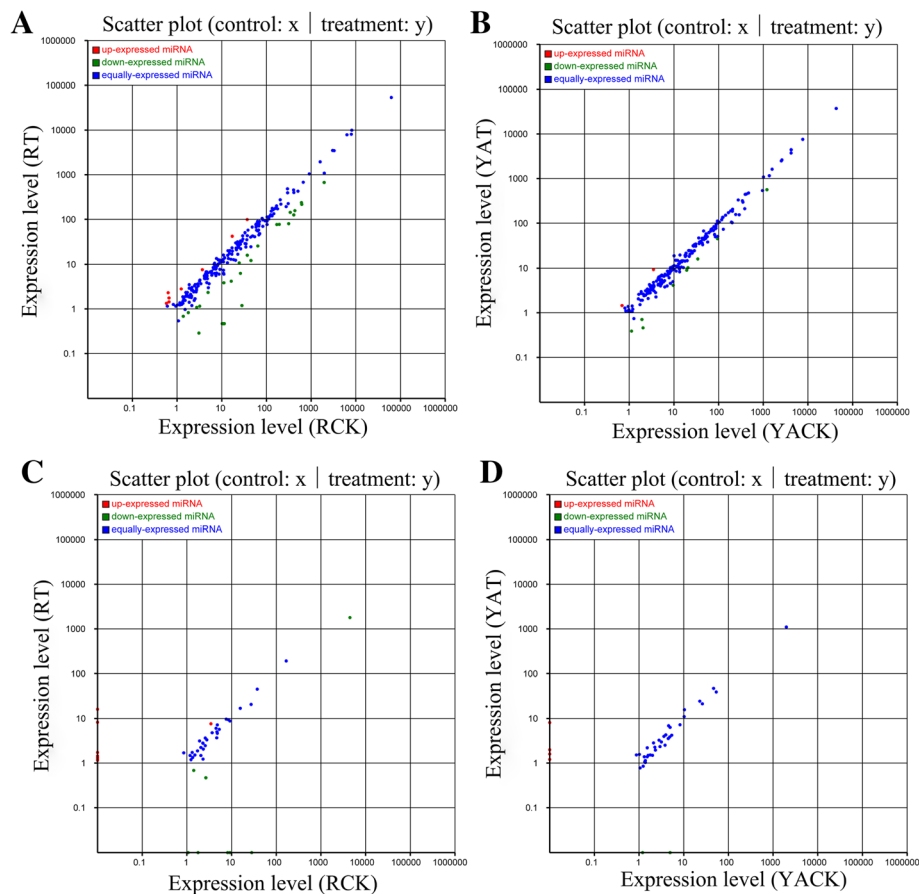 A
Scatter plot (control: x | treatment: y)
up-expressed miRNA
down-expressed miRNA
equally-expressed miRNA
1000000
100000
10000
1000
100
10
1
0.1
Expression level (RT)
0.1
1
10
100
1000
10000
100000
1000000
Expression level (RCK)
B
Scatter plot (control: x | treatment: y)
up-expressed miRNA
down-expressed miRNA
equally-expressed miRNA
1000000
100000
10000
1000
100
10
1
0.1
Expression level (YAT)
0.1
1
10
100
1000
10000
100000
1000000
Expression level (YACK)
C
Scatter plot (control: x | treatment: y)
up-expressed miRNA
down-expressed miRNA
equally-expressed miRNA
1000000
100000
10000
1000
100
10
1
0.1
Expression level (RT)
0.1
1
10
100
1000
10000
100000
1000000
Expression level (RCK)
D
Scatter plot (control: x | treatment: y)
up-expressed miRNA
down-expressed miRNA
equally-expressed miRNA
1000000
100000
10000
1000
100
10
1
0.1
Expression level (YAT)
0.1
1
10
100
1000
10000
100000
1000000
Expression level (YACK)